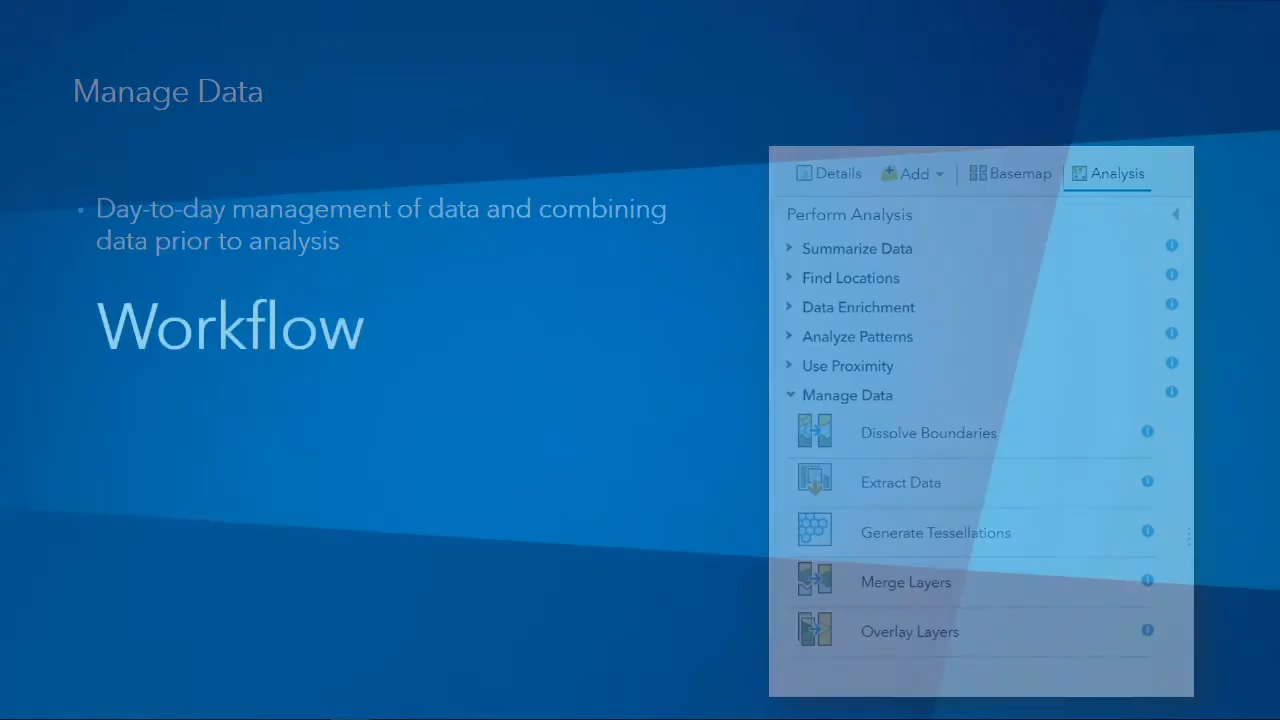 Manage Data
• Day-to-day management of data and combining
data prior to analysis
Workflow
Details Add Basemap Analysis
Perform Analysis
Summarize Data
Find Locations
Data Enrichment
Analyze Patterns
Use Proximity
Manage Data
Dissolve Boundaries
Extract Data
Generate Tessellations
Merge Layers
Overlay Layers